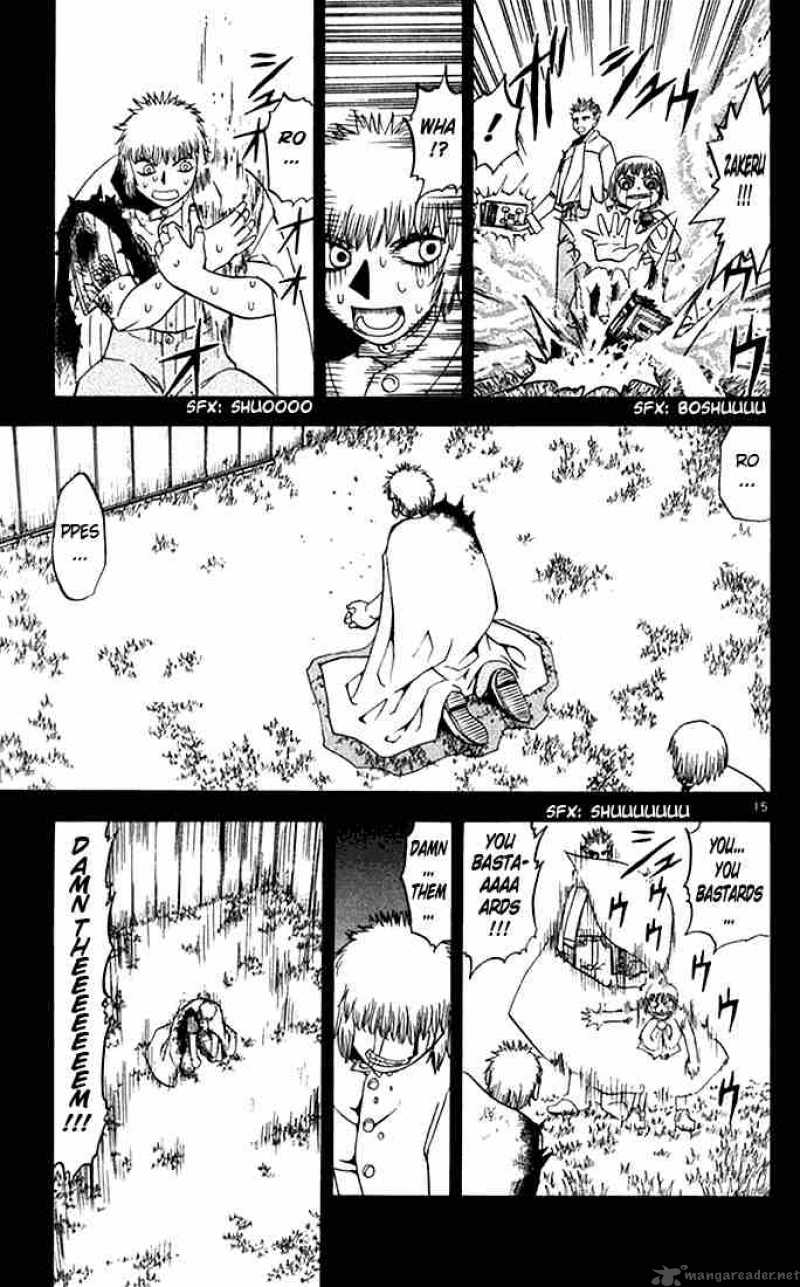 ZAKERU
!!!
!
SFX: BOSHUUUU
WHA
!?
RO
...
SFX: SHUOOOO
RO
...
PPES
...
SFX: SHUUUUUUU
15
YOU...
YOU
BASTARDS
...
YOU
BASTA-
AAAA
ARDS
!!!
DAMN
...
THEM
...
DAMN THEEEEEEEM !!!
mangareader.net